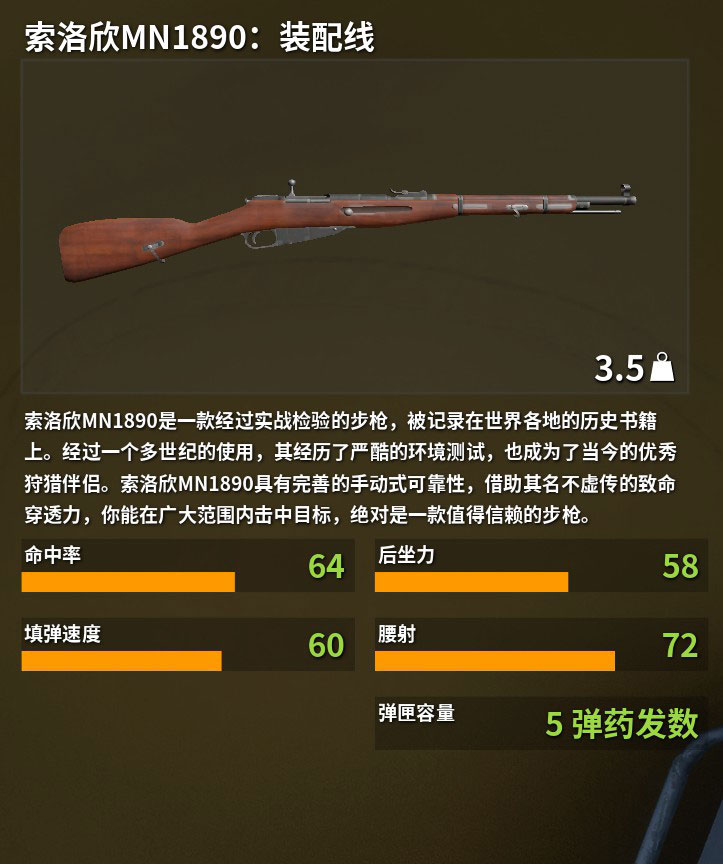 索洛欣MN1890：装配线
3.5
索洛欣MN1890是一款经过实战检验的步枪，被记录在世界各地的历史书籍
上。经过一个多世纪的使用，其经历了严酷的环境测试，也成为了当今的优秀
狩猎伴侣。索洛欣MN1890具有完善的手动式可靠性，借助其名不虚传的致命
穿透力，你能在广大范围内击中目标，绝对是一款值得信赖的步枪。
命中率
64
后坐力
58
填弹速度
60
腰射
72
弹匣容量
5 弹药发数